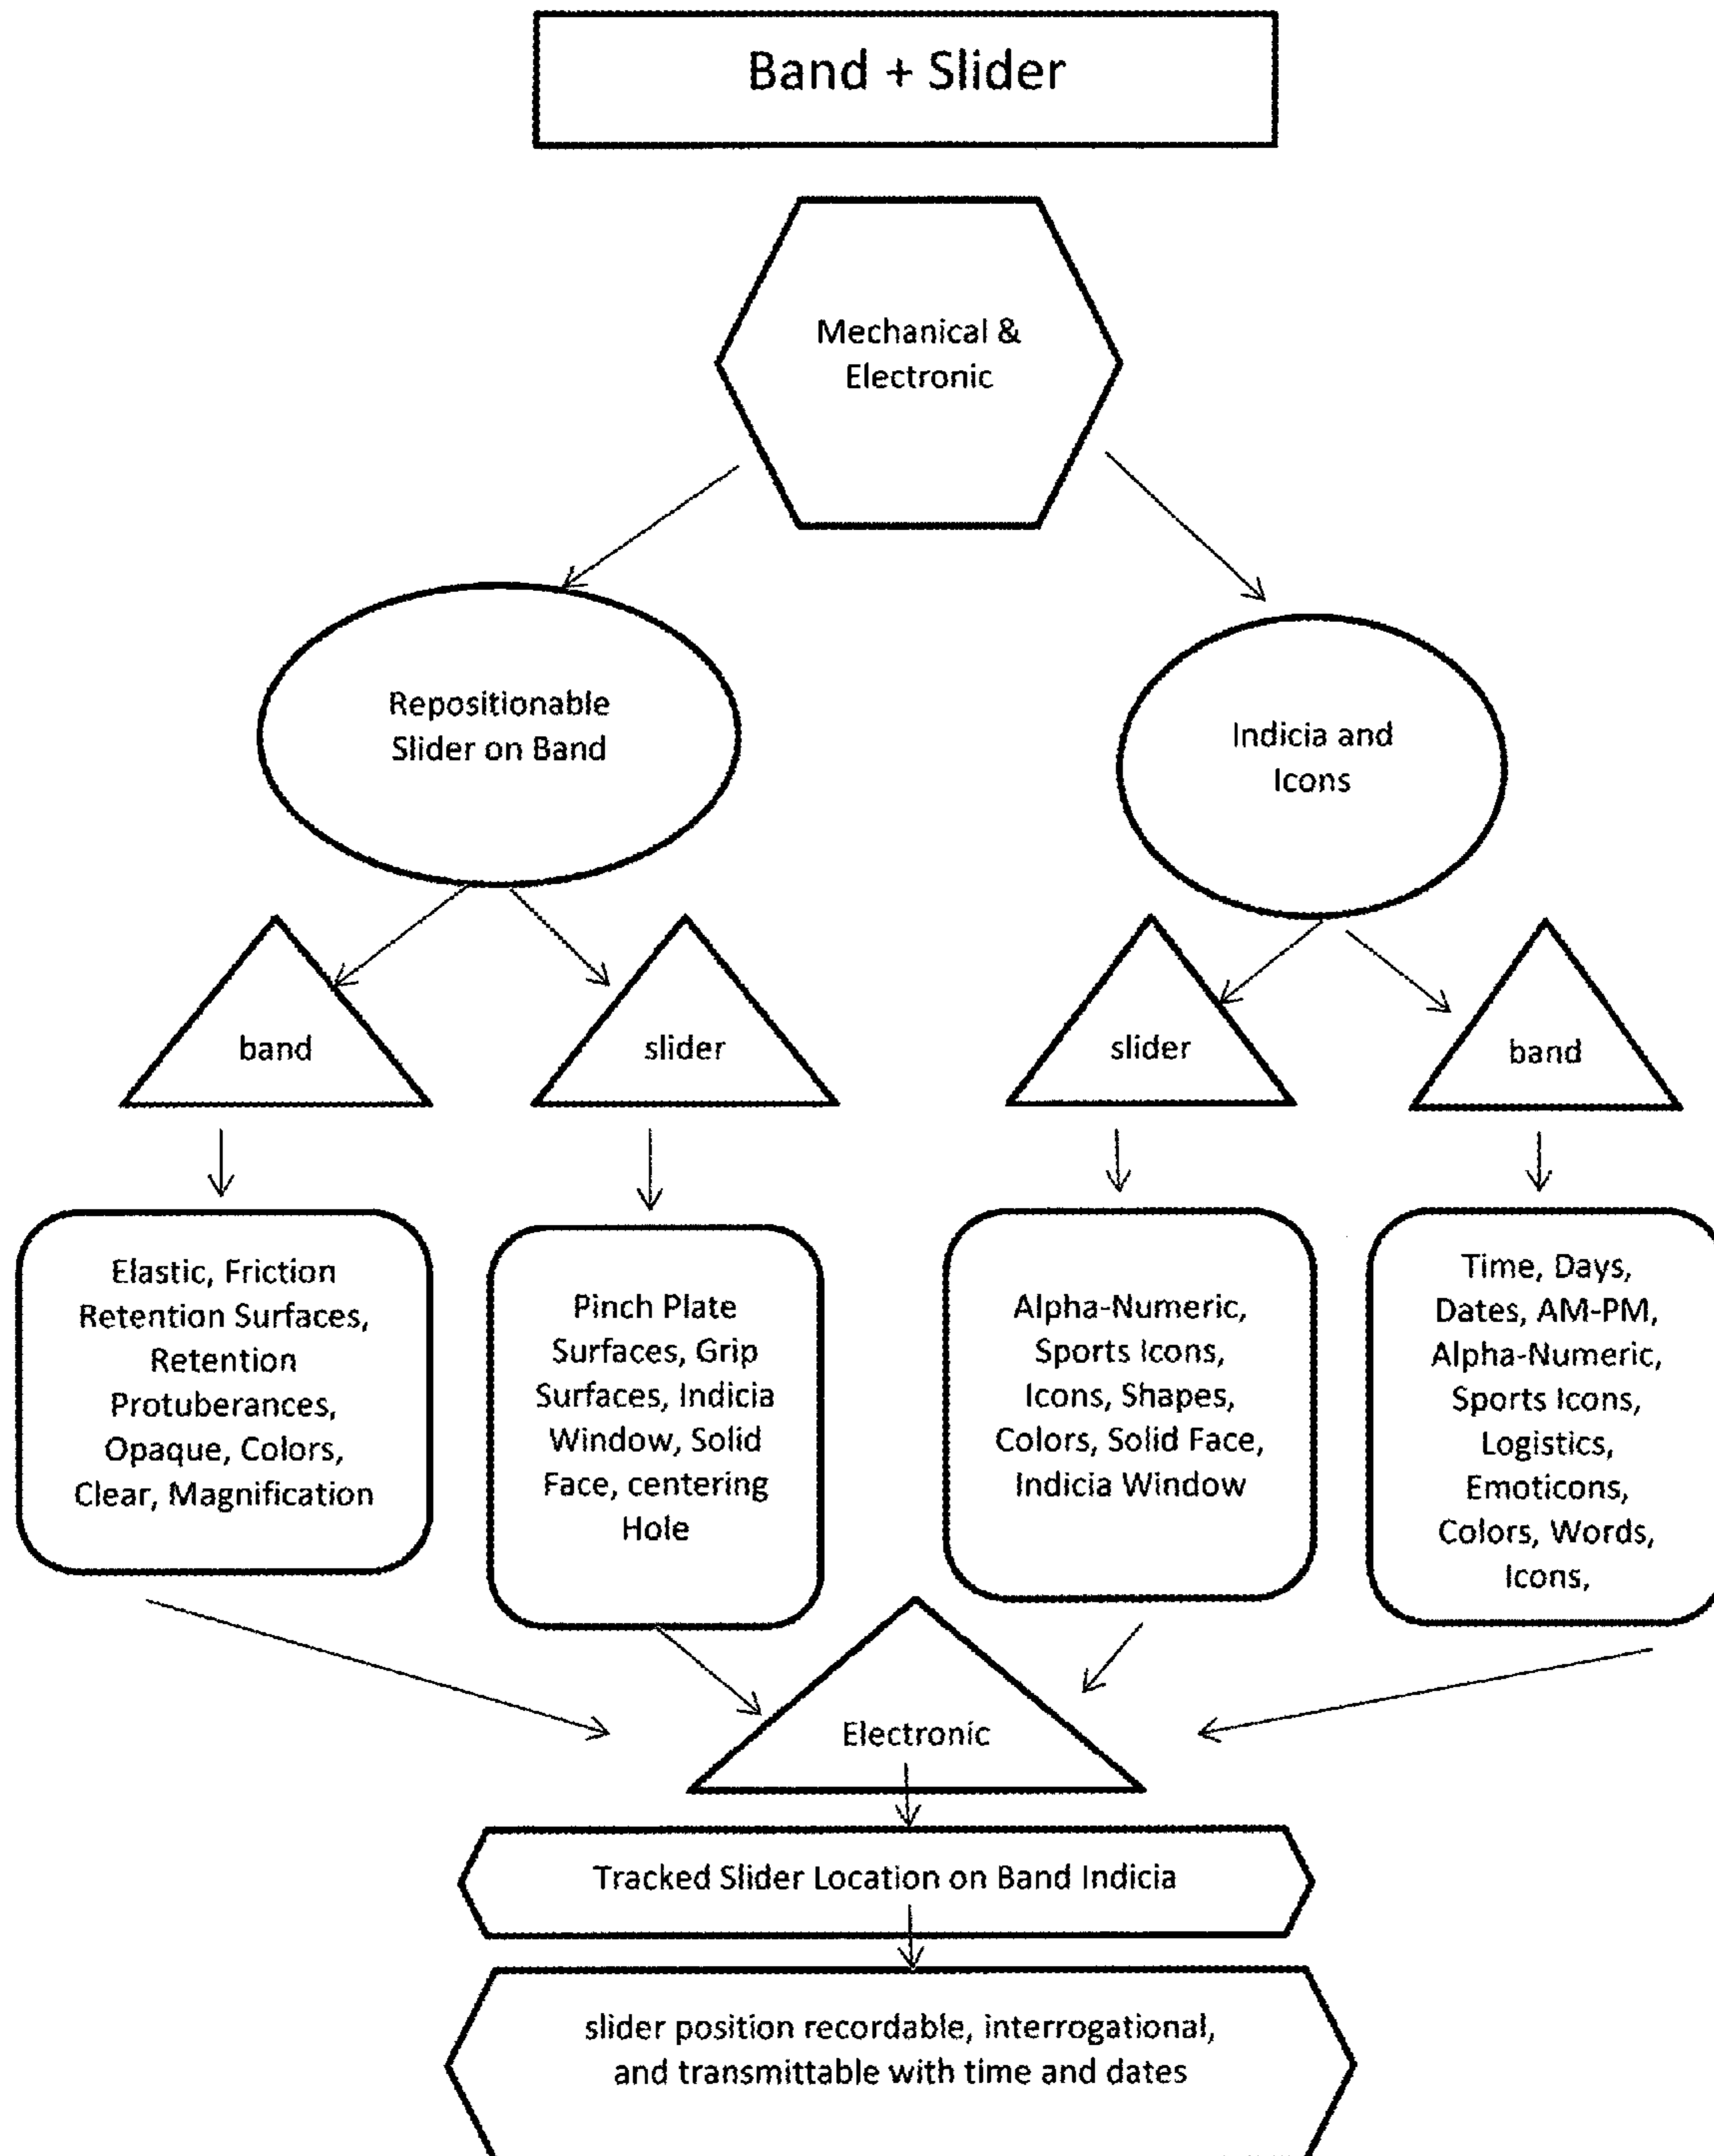 Band + Slider
Mechanical &
Electronic
Repositionable
Slider on Band
Indicia and
Icons
band
slider
slider
band
Elastic, Friction
Retention Surfaces,
Retention
Protuberances,
Opaque, Colors,
Clear, Magnification
Pinch Plate
Surfaces, Grip
Surfaces, Indicia
Window, Solid
Face, centering
Hole
Alpha-Numeric,
Sports Icons,
Icons, Shapes,
Colors, Solid Face,
Indicia Window
Time, Days,
Dates, AM-PM,
Alpha-Numeric,
Sports Icons,
Logistics,
Emoticons,
Colors, Words,
Icons,
Electronic
Tracked Slider Location on Band Indicia
slider position recordable, interrogational,
and transmittable with time and dates